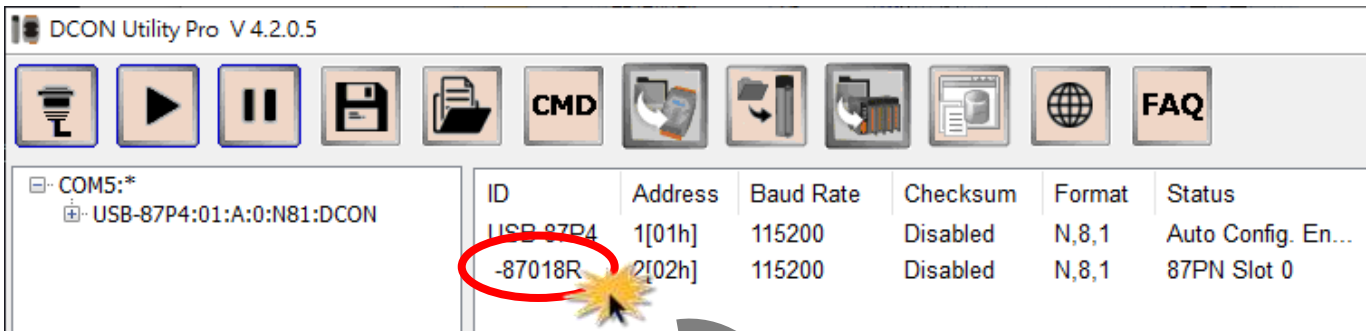 DCON Utility Pro V 4.2.0.5
CMD FAQ
COM5:*
USB-87P4:01:A:0:N81:DCON
ID Address Baud Rate Checksum Format Status
USB-87P4 1[01h] 115200 Disabled N,8,1 Auto Config. En...
-87018R 2[02h] 115200 Disabled N,8,1 87PN Slot 0